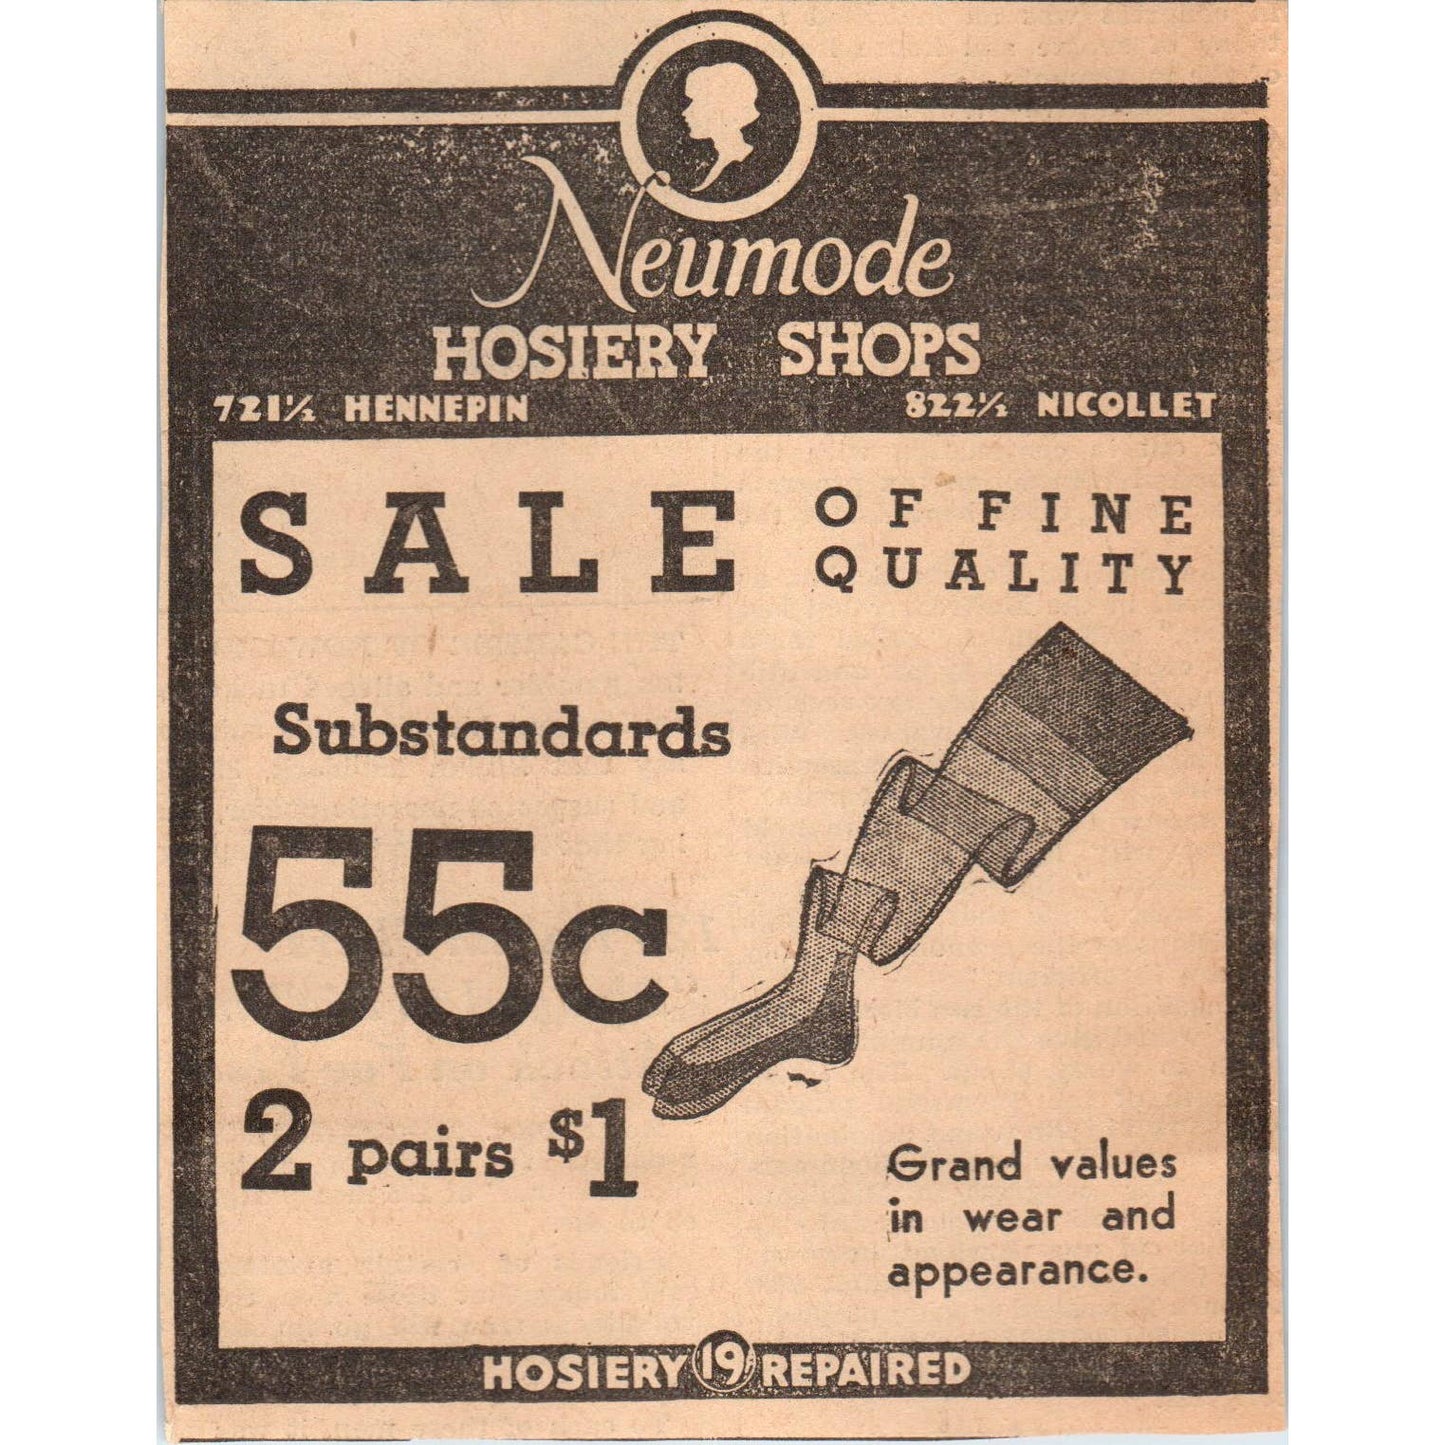 Neumode
HOSIERY SHOPS
721½ HENNEPIN 822½ NICOLLET
SALE OF FINE
QUALITY
Substandards
55c
2 pairs $1
Grand values
in wear and
appearance.
HOSIERY 19c REPAIRED